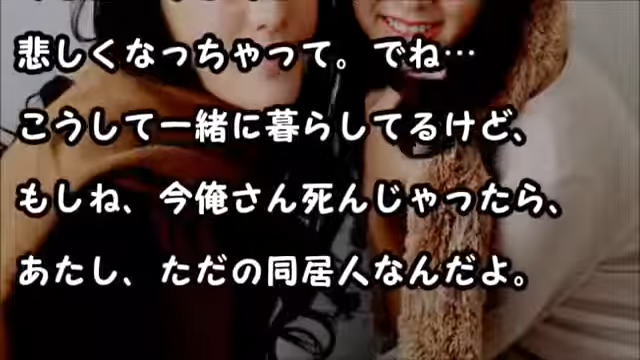 悲しくなっちゃって。でね…
こうして一緒に暮らしてるけど、
もしね、今俺さん死んじゃったら、
あたし、ただの同居人なんだよ。